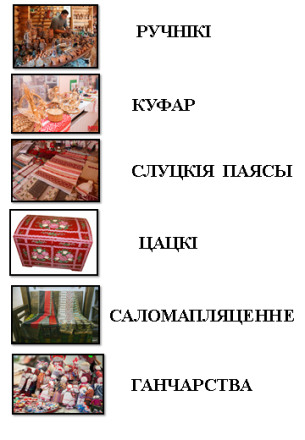 РУЧНІКІ
КУФАР
СЛУЦКІЯ ПАЯСЫ
ЦАЦКІ
САЛОМАПЛЯЦЕННЕ
ГАНЧАРСТВА